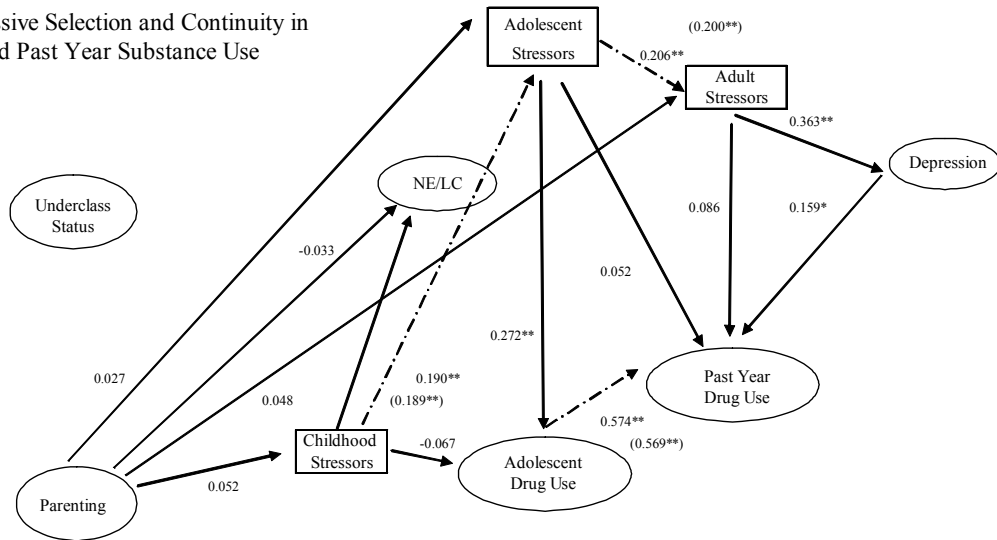 sive Selection and Continuity in
d Past Year Substance Use
Adolescent
Stressors
(0.200**)
0.206**
Adult
Stressors
0.363**
Depression
NE/LC
Underclass
Status
0.086
0.159*
-0.033
0.052
0.272**
0.027
0.190**
(0.189**)
0.048
Past Year
Drug Use
0.574**
(0.569**)
Childhood
Stressors
-0.067
Adolescent
Drug Use
0.052
Parenting